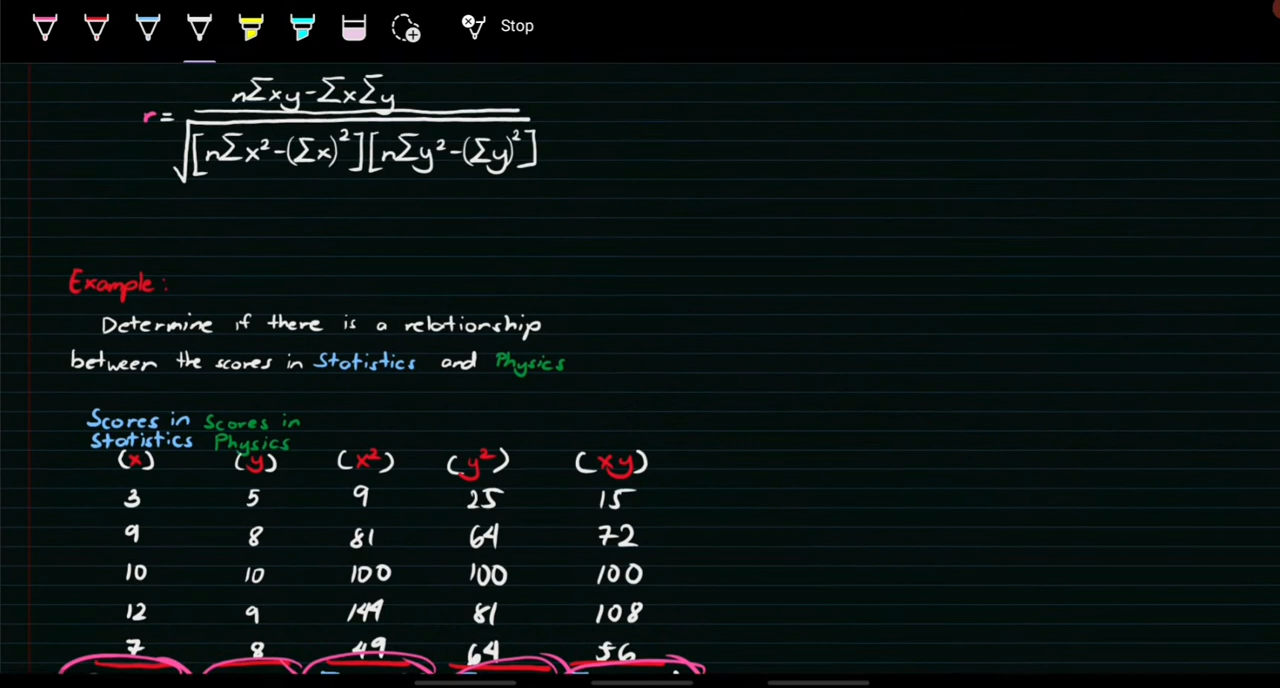 Stop
r = nΣxy-ΣxΣy
√[nΣx²-(Σx)²][nΣy²-(Σy)²]
Example:
Determine if there is a relationship
between the scores in Statistics and Physics
Scores in Scores in
Statistics Physics
(x) (y) (x²) (y²) (xy)
3 5 9 25 15
9 8 81 64 72
10 10 100 100 100
12 9 144 81 108
7 8 49 64 56